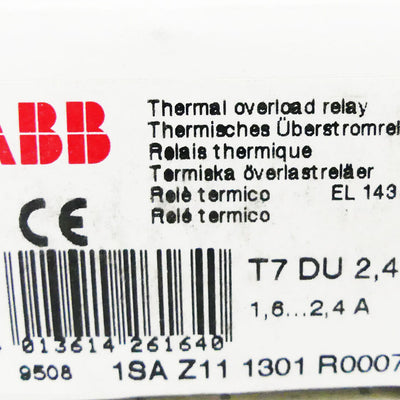 ABB
Thermal overload relay
Thermisches Überstromrel
Relais thermique
Termiska överlastreläer
Relè termico EL 143
Relé termico
CE
T7 DU 2,4
1,6...2,4 A
013614 261640
9508 1SA Z11 1301 R0007